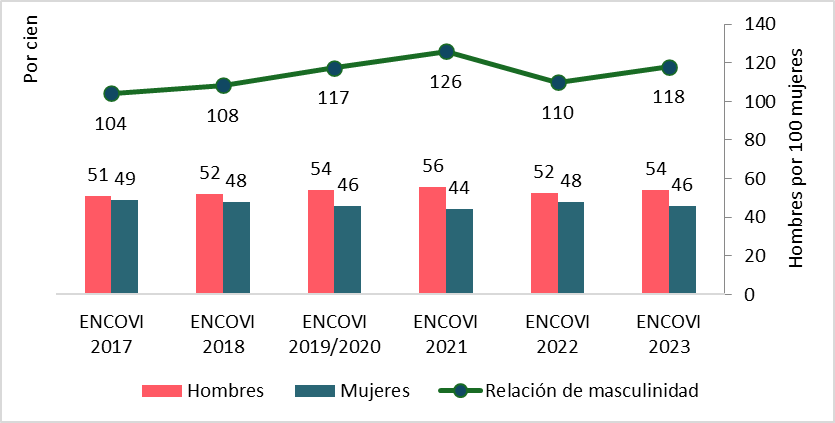 Por cien
Hombres por 100 mujeres
140
120
100
80
60
40
20
0
104
108
117
126
110
118
51 49
52 48
54 46
56 44
52 48
54 46
ENCOVI 2017
ENCOVI 2018
ENCOVI 2019/2020
ENCOVI 2021
ENCOVI 2022
ENCOVI 2023
Hombres
Mujeres
Relación de masculinidad